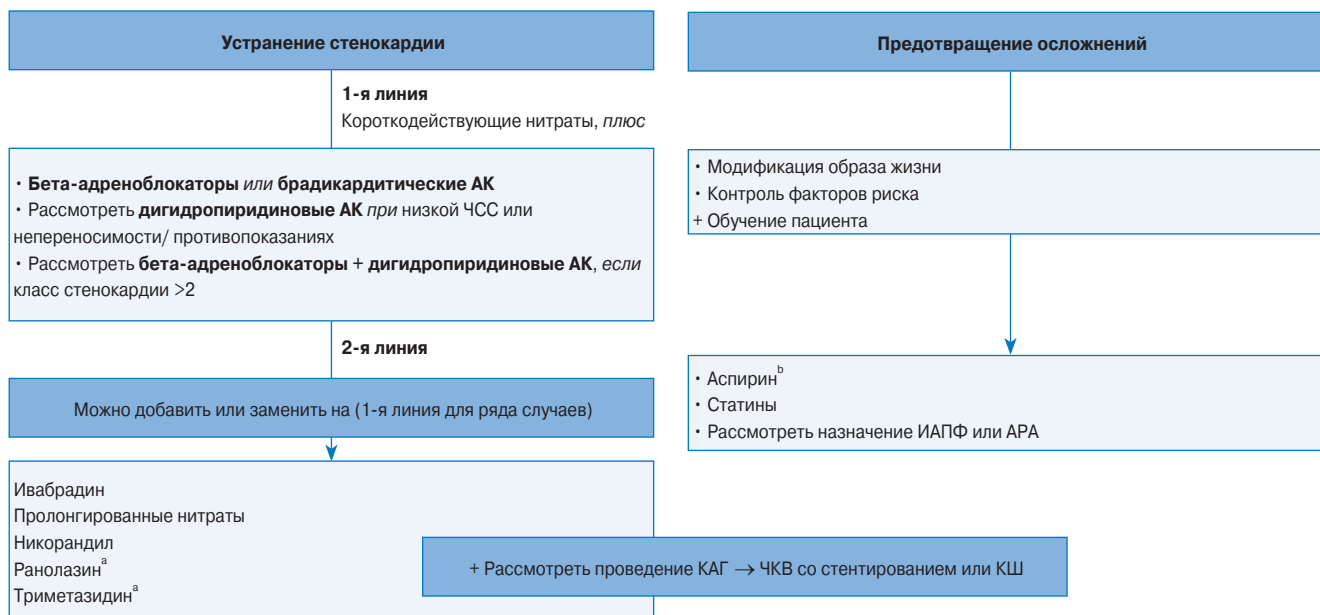 Устранение стенокардии
1-я линия
Короткодействующие нитраты, плюс
· Бета-адреноблокаторы или брадикардитические АК
· Рассмотреть дигидропиридиновые АК при низкой ЧСС или
непереносимости/ противопоказаниях
· Рассмотреть бета-адреноблокаторы + дигидропиридиновые АК, если
класс стенокардии >2
2-я линия
Можно добавить или заменить на (1-я линия для ряда случаев)
Ивабрадин
Пролонгированные нитраты
Никорандил
Ранолазин^a
Триметазидин^a
Предотвращение осложнений
· Модификация образа жизни
· Контроль факторов риска
+ Обучение пациента
· Аспирин^b
· Статины
· Рассмотреть назначение ИАПФ или АРА
+ Рассмотреть проведение КАГ → ЧКВ со стентированием или КШ